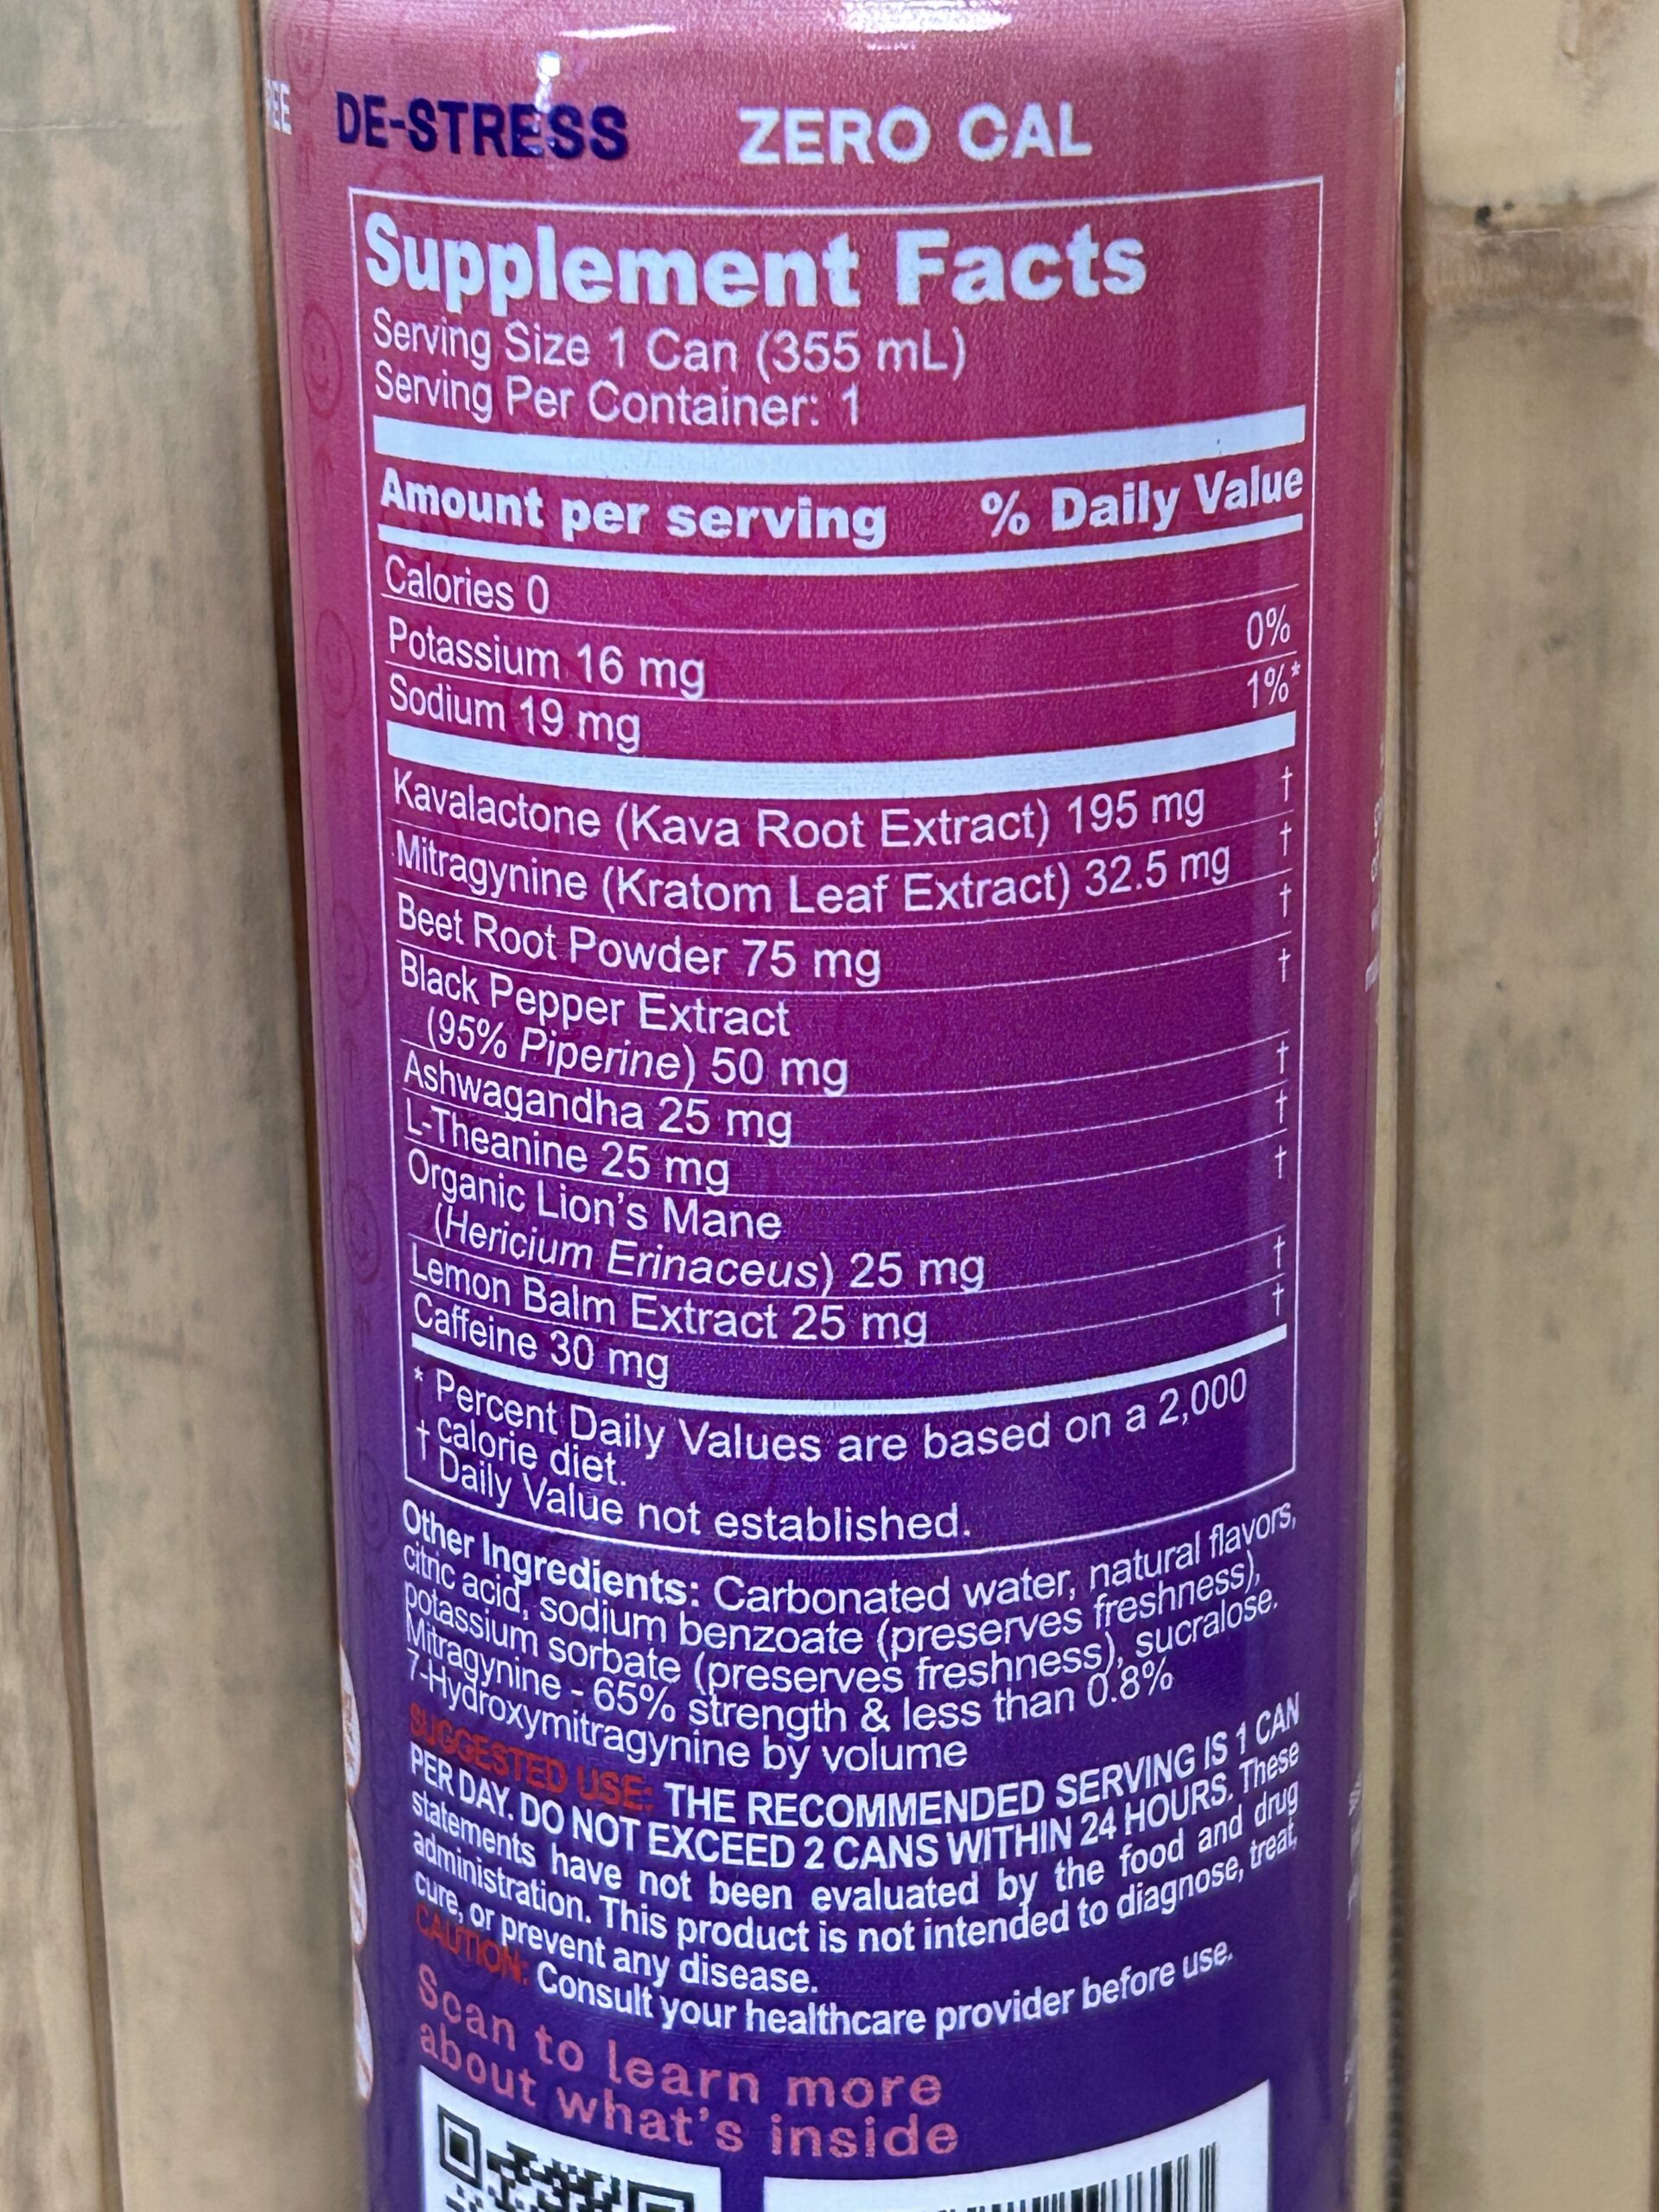 DE-STRESS ZERO CAL
Supplement Facts
Serving Size 1 Can (355 mL)
Serving Per Container: 1
Amount per serving % Daily Value
Calories 0
Potassium 16 mg 0%
Sodium 19 mg 1%*
Kavalactone (Kava Root Extract) 195 mg †
Mitragynine (Kratom Leaf Extract) 32.5 mg †
Beet Root Powder 75 mg †
Black Pepper Extract †
(95% Piperine) 50 mg
Ashwagandha 25 mg †
L-Theanine 25 mg †
Organic Lion's Mane †
(Hericium Erinaceus) 25 mg
Lemon Balm Extract 25 mg †
Caffeine 30 mg †
* Percent Daily Values are based on a 2,000
calorie diet.
† Daily Value not established.
Other Ingredients: Carbonated water, natural flavors,
citric acid, sodium benzoate (preserves freshness),
potassium sorbate (preserves freshness), sucralose.
Mitragynine - 65% strength & less than 0.8%
7-Hydroxymitragynine by volume
SUGGESTED USE: THE RECOMMENDED SERVING IS 1 CAN
PER DAY. DO NOT EXCEED 2 CANS WITHIN 24 HOURS. These
statements have not been evaluated by the food and drug
administration. This product is not intended to diagnose, treat,
cure, or prevent any disease.
CAUTION: Consult your healthcare provider before use.
Scan to learn more
about what's inside